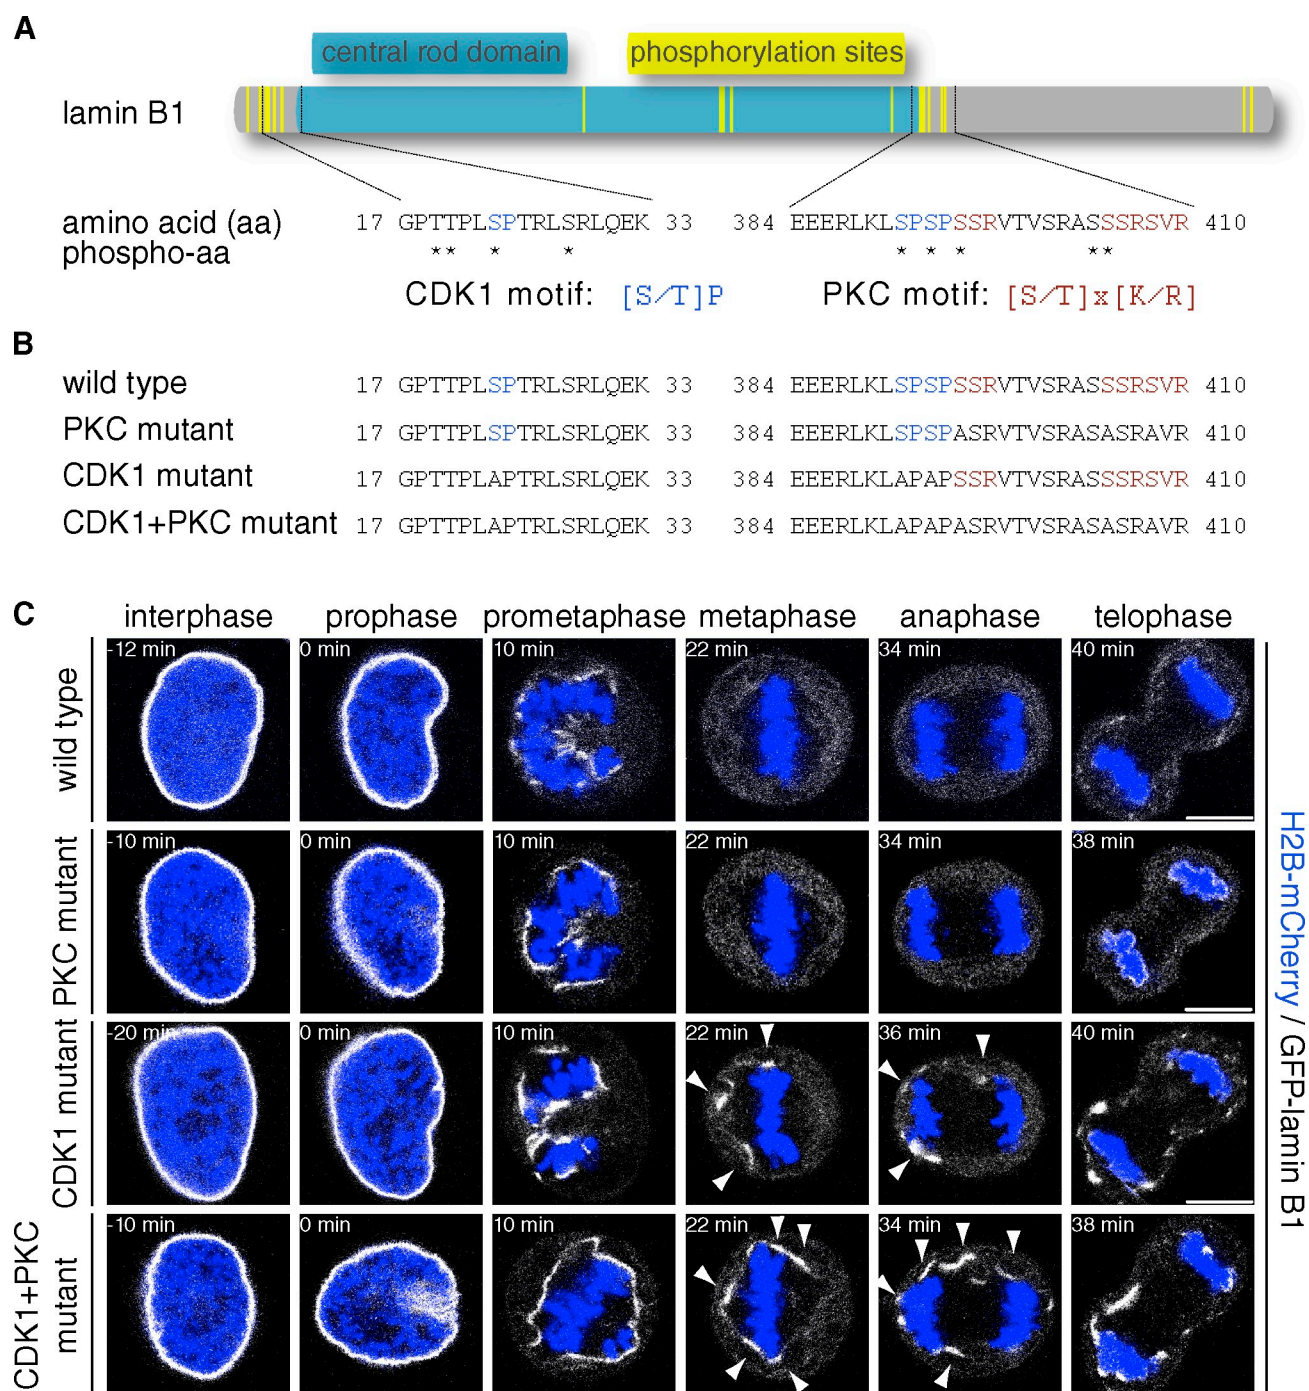 A
central rod domain phosphorylation sites
lamin B1
amino acid (aa) 17 GPTTPLSPTRLSRLQEK 33 384 EEERLKLSPSPSSRVTVSRASSSRSVR 410
phospho-aa ** * * * * * **
CDK1 motif: [S/T]P PKC motif: [S/T]x[K/R]
B
wild type 17 GPTTPLSPTRLSRLQEK 33 384 EEERLKLSPSPSSRVTVSRASSSRSVR 410
PKC mutant 17 GPTTPLSPTRLSRLQEK 33 384 EEERLKLSPSPASRVTVSRASASRAVR 410
CDK1 mutant 17 GPTTPLAPTRLSRLQEK 33 384 EEERLKLAPAPSSRVTVSRASSSRSVR 410
CDK1+PKC mutant 17 GPTTPLAPTRLSRLQEK 33 384 EEERLKLAPAPASRVTVSRASASRAVR 410
C
interphase prophase prometaphase metaphase anaphase telophase
wild type
-12 min 0 min 10 min 22 min 34 min 40 min
PKC mutant
-10 min 0 min 10 min 22 min 34 min 38 min
CDK1 mutant
-20 min 0 min 10 min 22 min 36 min 40 min
CDK1+PKC
mutant
-10 min 0 min 10 min 22 min 34 min 38 min
H2B-mCherry / GFP-lamin B1